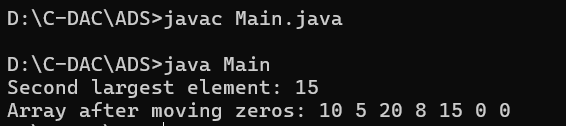 D:\C-DAC\ADS>javac Main.java
D:\C-DAC\ADS>java Main
Second largest element: 15
Array after moving zeros: 10 5 20 8 15 0 0